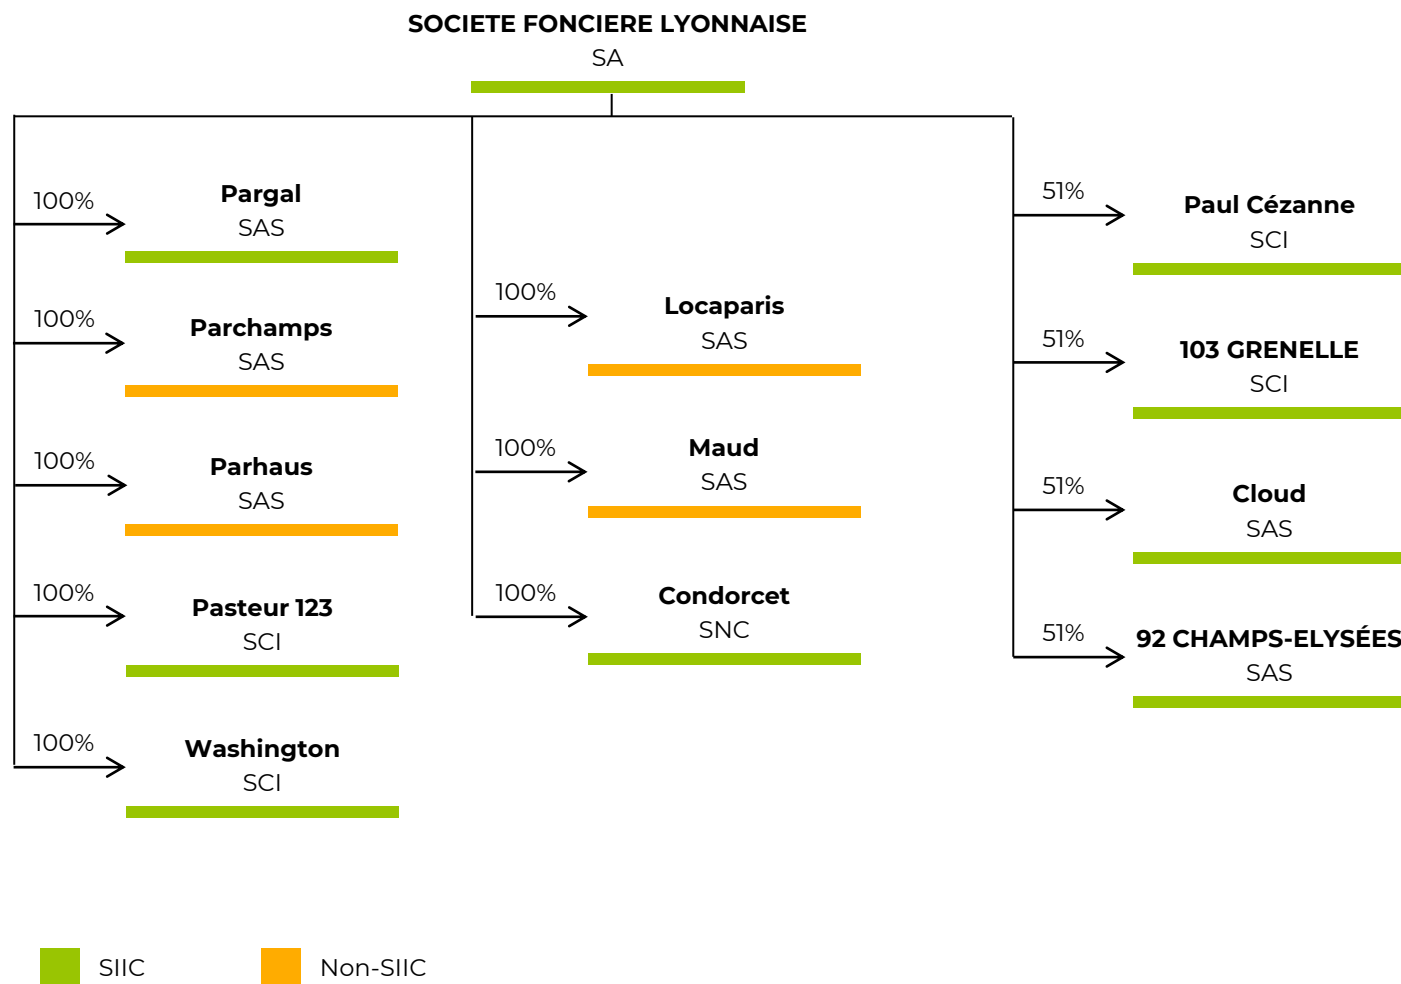 SOCIETE FONCIERE LYONNAISE
SA
100%
Pargal
SAS
100%
Parchamps
SAS
100%
Parhaus
SAS
100%
Pasteur 123
SCI
100%
Washington
SCI
100%
Locaparis
SAS
100%
Maud
SAS
100%
Condorcet
SNC
51%
Paul Cézanne
SCI
51%
103 GRENELLE
SCI
51%
Cloud
SAS
51%
92 CHAMPS-ELYSÉES
SAS
SIIC
Non-SIIC